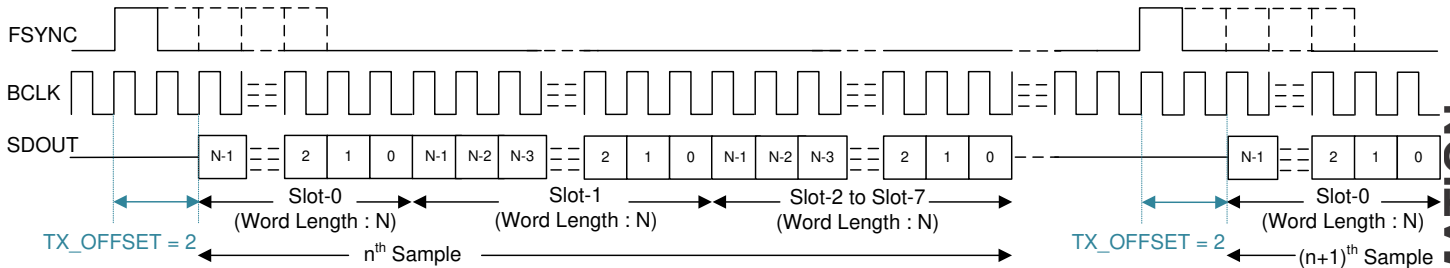 FSYNC
BCLK
SDOUT
N-1 2 1 0 N-1 N-2 N-3 2 1 0 N-1 N-2 N-3 2 1 0 N-1 2 1 0
Slot-0 Slot-1 Slot-2 to Slot-7 Slot-0
(Word Length : N) (Word Length : N) (Word Length : N) (Word Length : N)
TX_OFFSET = 2 TX_OFFSET = 2
nth Sample (n+1)th Sample